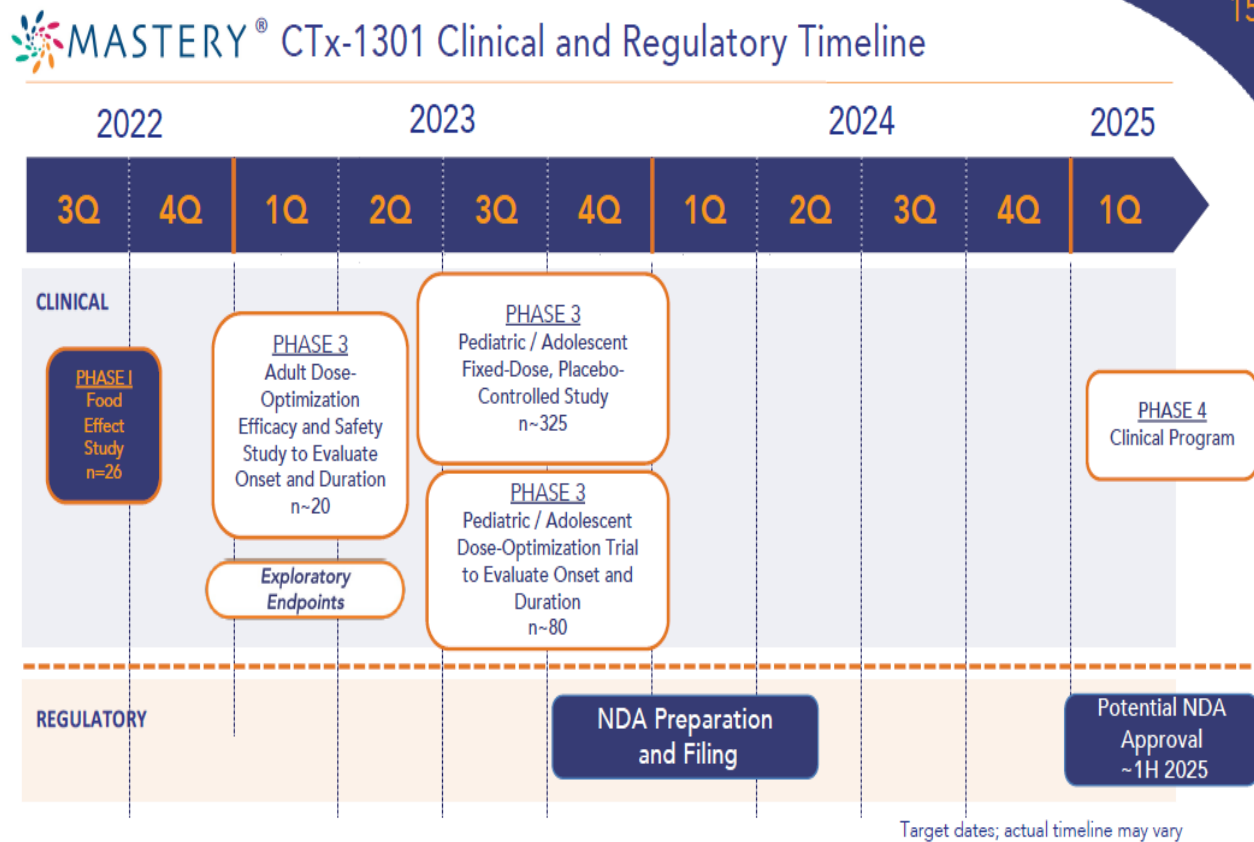 15
MASTERY® CTx-1301 Clinical and Regulatory Timeline
2022
2023
2024
2025
3Q
4Q
1Q
2Q
3Q
4Q
1Q
2Q
3Q
4Q
1Q
CLINICAL
PHASE I
Food
Effect
Study
n=26
PHASE 3
Adult Dose-
Optimization
Efficacy and Safety
Study to Evaluate
Onset and Duration
n~20
Exploratory
Endpoints
PHASE 3
Pediatric / Adolescent
Fixed-Dose, Placebo-
Controlled Study
n~325
PHASE 3
Pediatric / Adolescent
Dose-Optimization Trial
to Evaluate Onset and
Duration
n~80
PHASE 4
Clinical Program
REGULATORY
NDA Preparation
and Filing
Potential NDA
Approval
~1H 2025
Target dates; actual timeline may vary